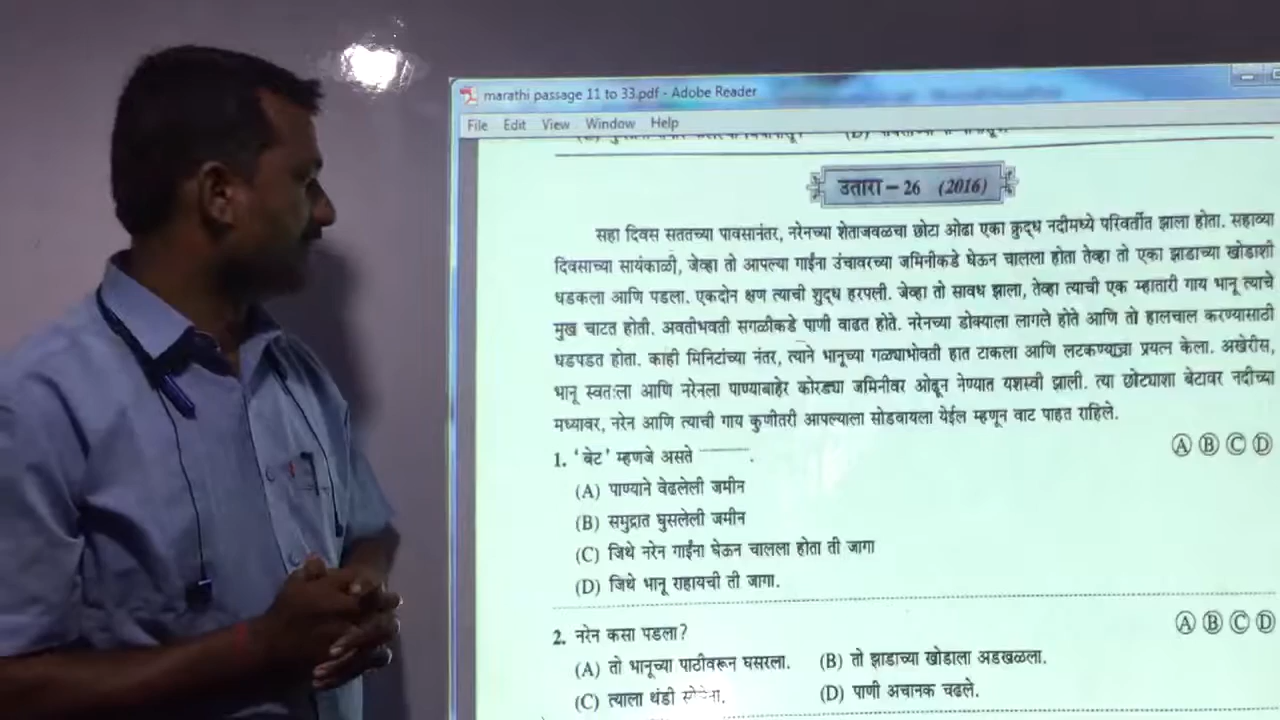 marathi passage 11 to 33.pdf - Adobe Reader
File Edit View Window Help
उतारा – 26 (2016)
सहा दिवस सततच्या पावसानंतर, नरेनच्या शेताजवळचा छोटा ओढा एका क्रुद्ध नदीमध्ये परिवर्तीत झाला होता. सहाव्या
दिवसाच्या सायंकाळी, जेव्हा तो आपल्या गाईंना उंचावरच्या जमिनीकडे घेऊन चालला होता तेव्हा तो एका झाडाच्या खोडाशी
धडकला आणि पडला. एकदोन क्षण त्याची शुद्ध हरपली. जेव्हा तो सावध झाला, तेव्हा त्याची एक म्हातारी गाय भानू त्याचे
मुख चाटत होती. अवतीभवती सगळीकडे पाणी वाढत होते. नरेनच्या डोक्याला लागले होते आणि तो हालचाल करण्यासाठी
धडपडत होता. काही मिनिटांच्या नंतर, त्याने भानूच्या गळ्याभोवती हात टाकला आणि लटकण्याचा प्रयत्न केला. अखेरीस,
भानू स्वतःला आणि नरेनला पाण्याबाहेर कोरड्या जमिनीवर ओढून नेण्यात यशस्वी झाली. त्या छोट्याशा बेटावर नदीच्या
मध्यावर, नरेन आणि त्याची गाय कुणीतरी आपल्याला सोडवायला येईल म्हणून वाट पाहत राहिले.
1. ‘बेट’ म्हणजे असते ——. Ⓐ Ⓑ Ⓒ Ⓓ
(A) पाण्याने वेढलेली जमीन
(B) समुद्रात घुसलेली जमीन
(C) जिथे नरेन गाईंना घेऊन चालला होता ती जागा
(D) जिथे भानू राहायची ती जागा.
2. नरेन कसा पडला? Ⓐ Ⓑ Ⓒ Ⓓ
(A) तो भानूच्या पाठीवरून घसरला. (B) तो झाडाच्या खोडाला अडखळला.
(C) त्याला थंडी (D) पाणी अचानक चढले.